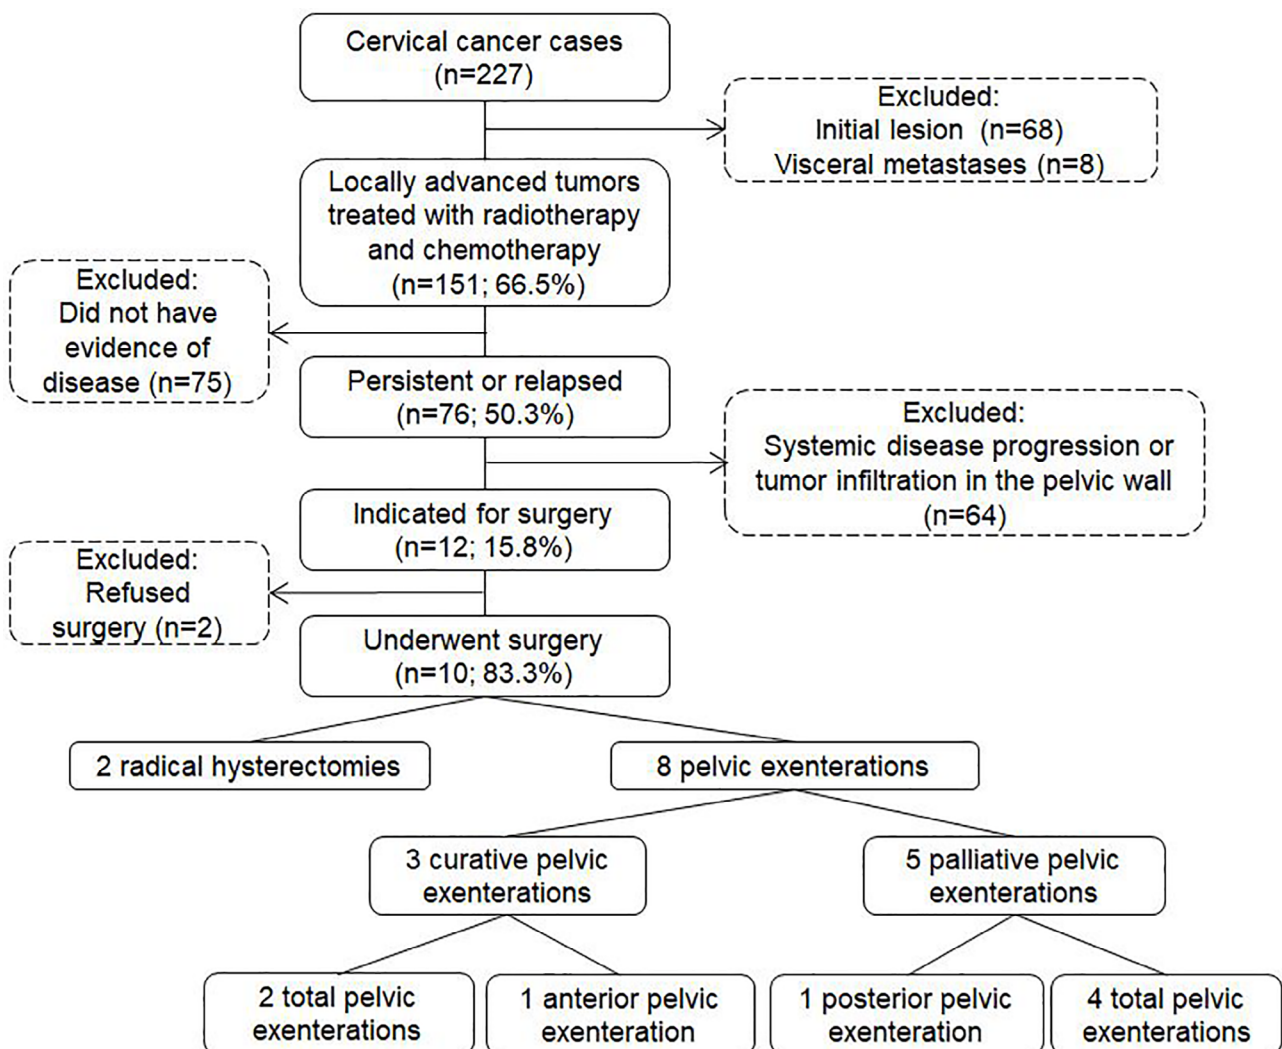 Cervical cancer cases
(n=227)
Excluded:
Initial lesion (n=68)
Visceral metastases (n=8)
Locally advanced tumors
treated with radiotherapy
and chemotherapy
(n=151; 66.5%)
Excluded:
Did not have
evidence of
disease (n=75)
Persistent or relapsed
(n=76; 50.3%)
Excluded:
Systemic disease progression or
tumor infiltration in the pelvic wall
(n=64)
Indicated for surgery
(n=12; 15.8%)
Excluded:
Refused
surgery (n=2)
Underwent surgery
(n=10; 83.3%)
2 radical hysterectomies
8 pelvic exenterations
3 curative pelvic
exenterations
5 palliative pelvic
exenterations
2 total pelvic
exenterations
1 anterior pelvic
exenteration
1 posterior pelvic
exenteration
4 total pelvic
exenterations